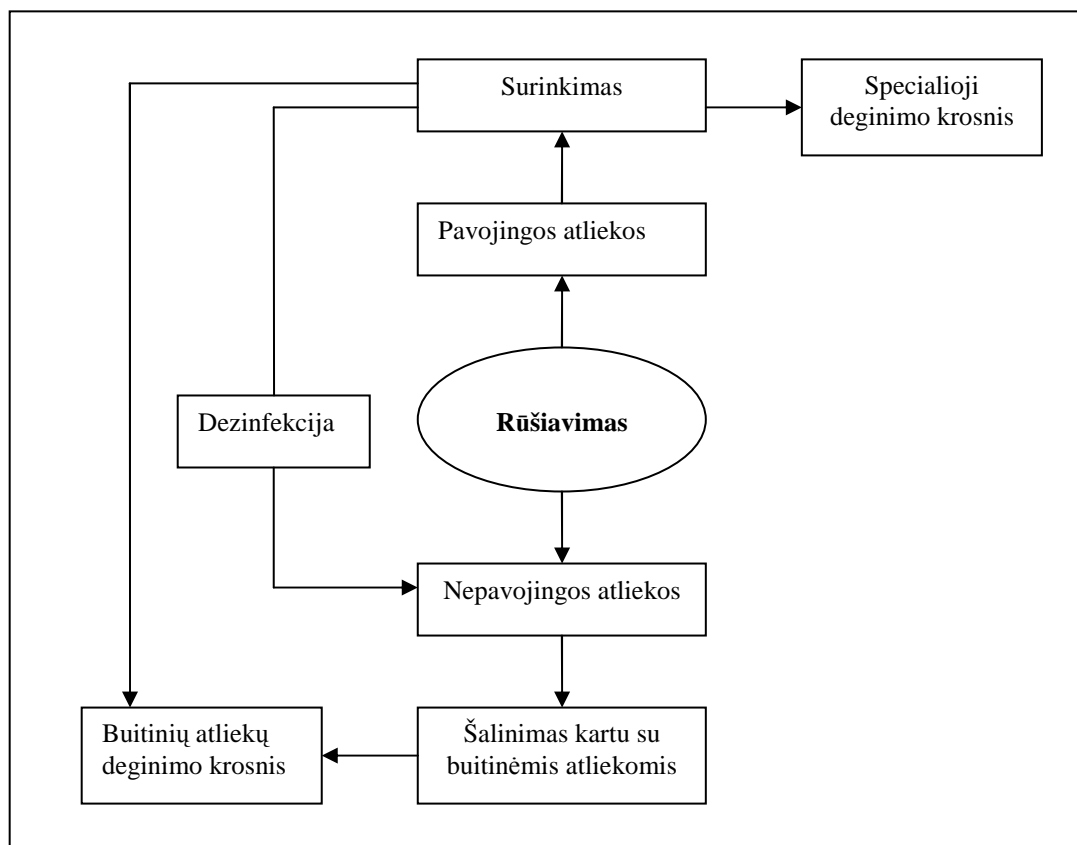 Surinkimas
Specialioji
deginimo krosnis
Pavojingos atliekos
Rūšiavimas
Dezinfekcija
Nepavojingos atliekos
Buitinių atliekų
deginimo krosnis
Šalinimas kartu su
buitinėmis atliekomis